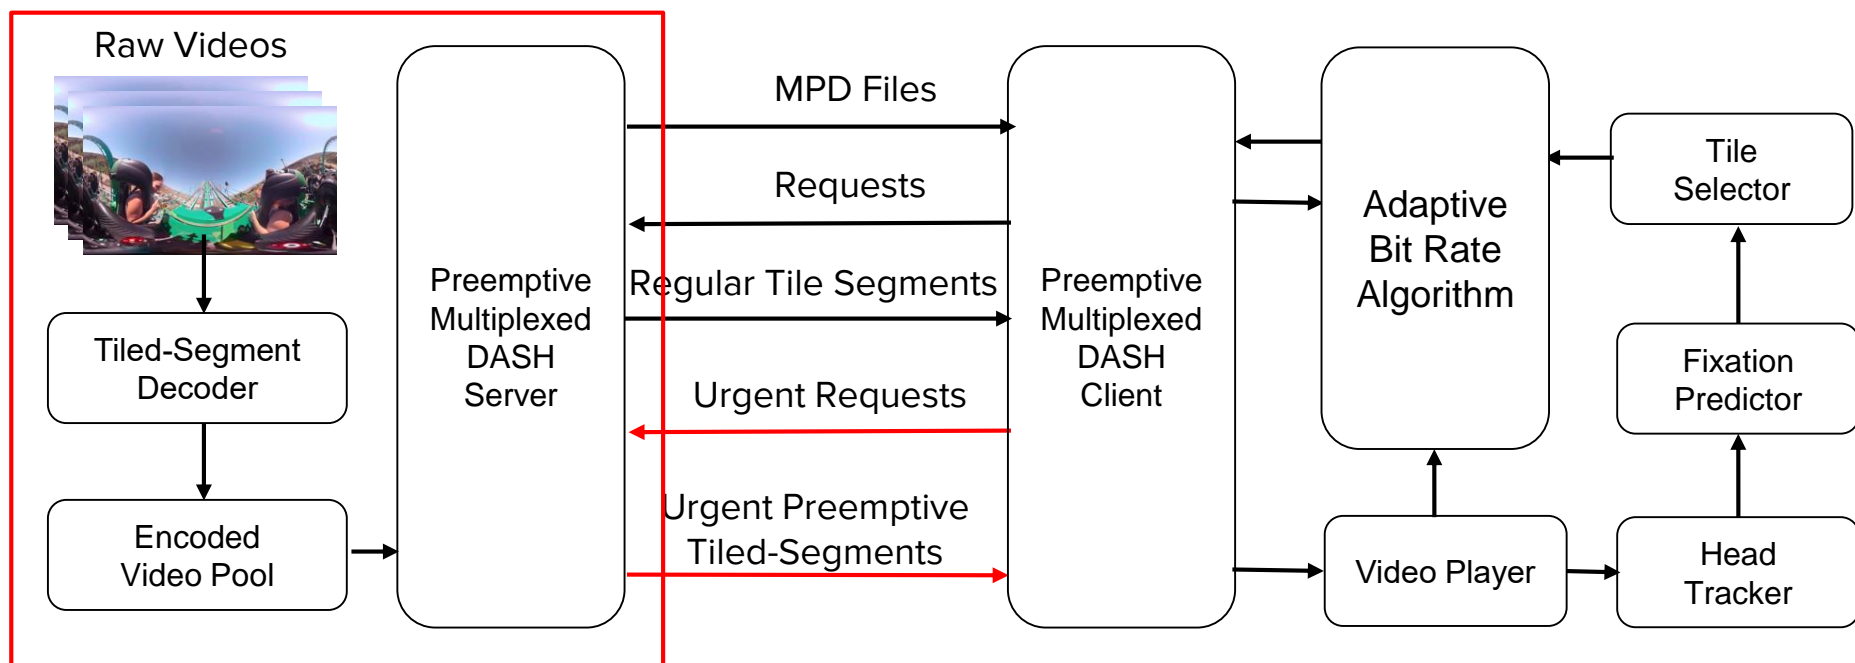 Raw Videos
Tiled-Segment
Decoder
Encoded
Video Pool
Preemptive
Multiplexed
DASH
Server
MPD Files
Requests
Regular Tile Segments
Urgent Requests
Urgent Preemptive
Tiled-Segments
Preemptive
Multiplexed
DASH
Client
Adaptive
Bit Rate
Algorithm
Video Player
Tile
Selector
Fixation
Predictor
Head
Tracker